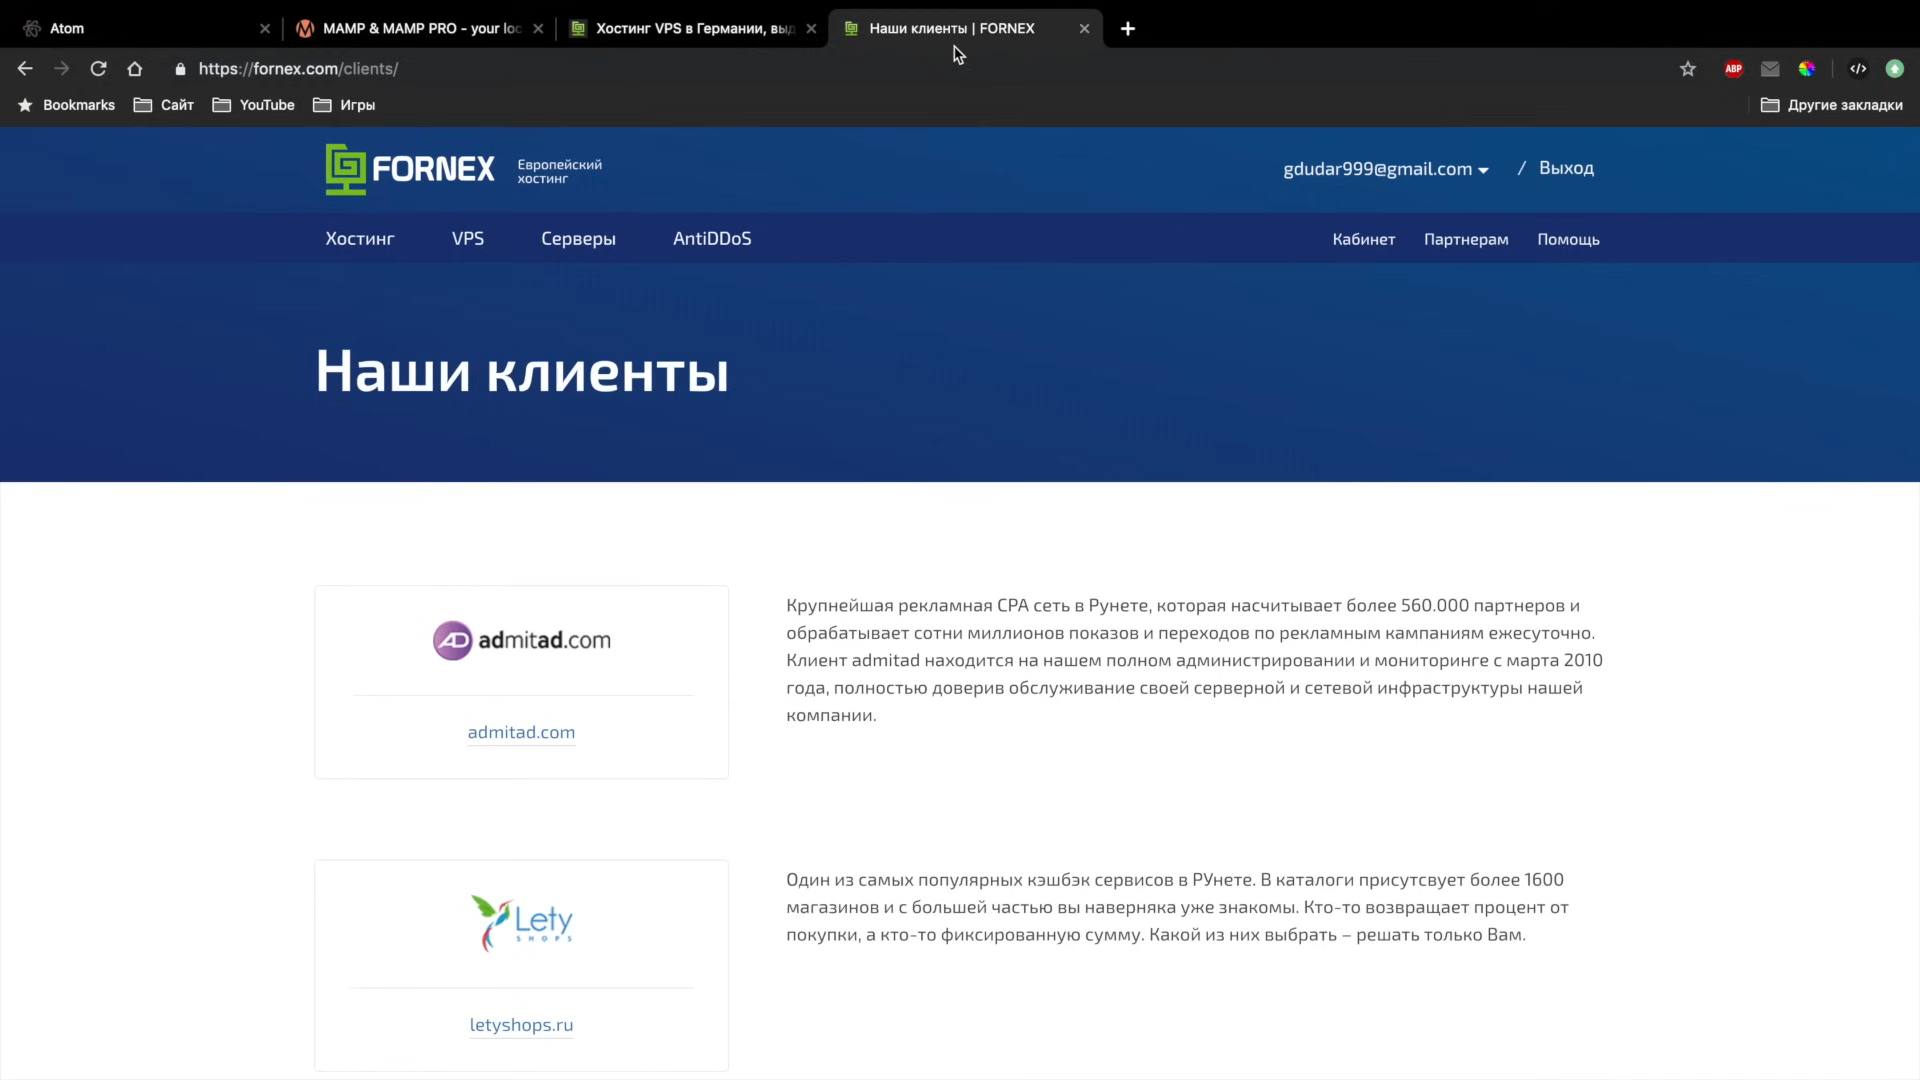 Atom
MAMP & MAMP PRO - your loc
Хостинг VPS в Германии, выд
Наши клиенты | FORNEX
https://fornex.com/clients/
ABP
Bookmarks
Сайт
YouTube
Игры
Другие закладки
FORNEX
Европейский
хостинг
gdudar999@gmail.com
/ Выход
Хостинг
VPS
Серверы
AntiDDoS
Кабинет
Партнерам
Помощь
Наши клиенты
AD admitad.com
admitad.com
Крупнейшая рекламная CPA сеть в Рунете, которая насчитывает более 560.000 партнеров и
обрабатывает сотни миллионов показов и переходов по рекламным кампаниям ежесуточно.
Клиент admitad находится на нашем полном администрировании и мониторинге с марта 2010
года, полностью доверив обслуживание своей серверной и сетевой инфраструктуры нашей
компании.
Lety
SHOPS
letyshops.ru
Один из самых популярных кэшбэк сервисов в РУнете. В каталоги присутсвует более 1600
магазинов и с большей частью вы наверняка уже знакомы. Кто-то возвращает процент от
покупки, а кто-то фиксированную сумму. Какой из них выбрать – решать только Вам.